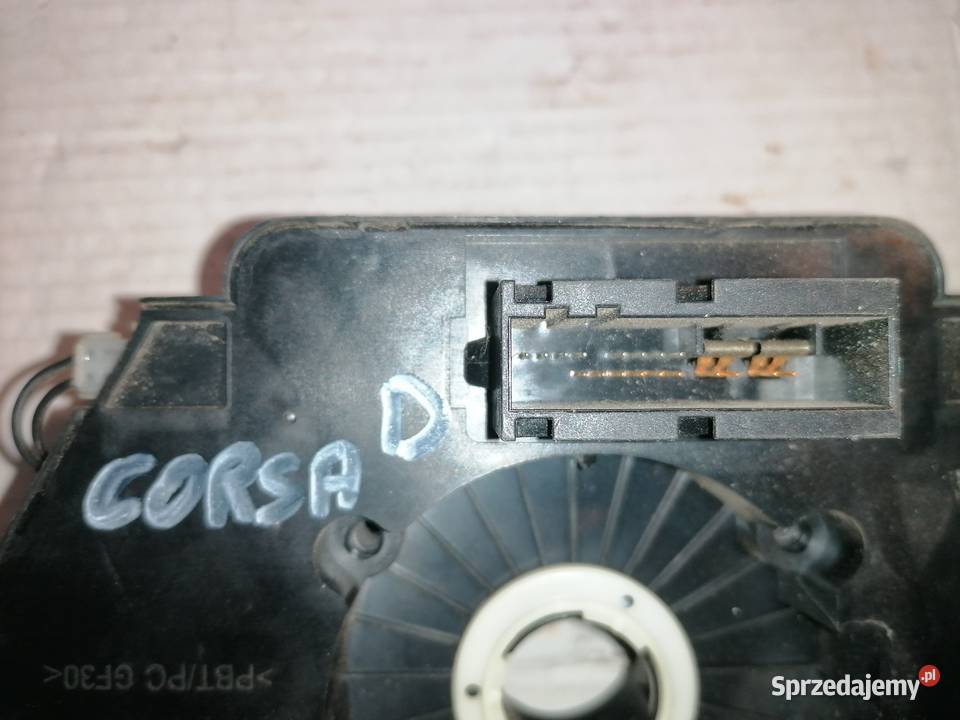 CORSA D
>PBT/PC GF30<
Sprzedajemy.pl